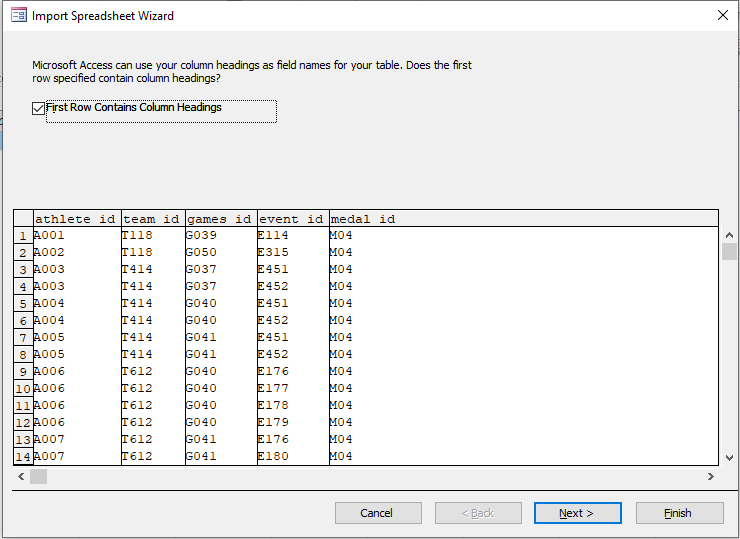 Import Spreadsheet Wizard
Microsoft Access can use your column headings as field names for your table. Does the first
row specified contain column headings?
First Row Contains Column Headings
athlete id team id games id event id medal id
1 A001 T118 G039 E114 M04
2 A002 T118 G050 E315 M04
3 A003 T414 G037 E451 M04
4 A003 T414 G037 E452 M04
5 A004 T414 G040 E451 M04
6 A004 T414 G040 E452 M04
7 A005 T414 G041 E451 M04
8 A005 T414 G041 E452 M04
9 A006 T612 G040 E176 M04
10 A006 T612 G040 E177 M04
11 A006 T612 G040 E178 M04
12 A006 T612 G040 E179 M04
13 A007 T612 G041 E176 M04
14 A007 T612 G041 E180 M04
Cancel < Back Next > Finish